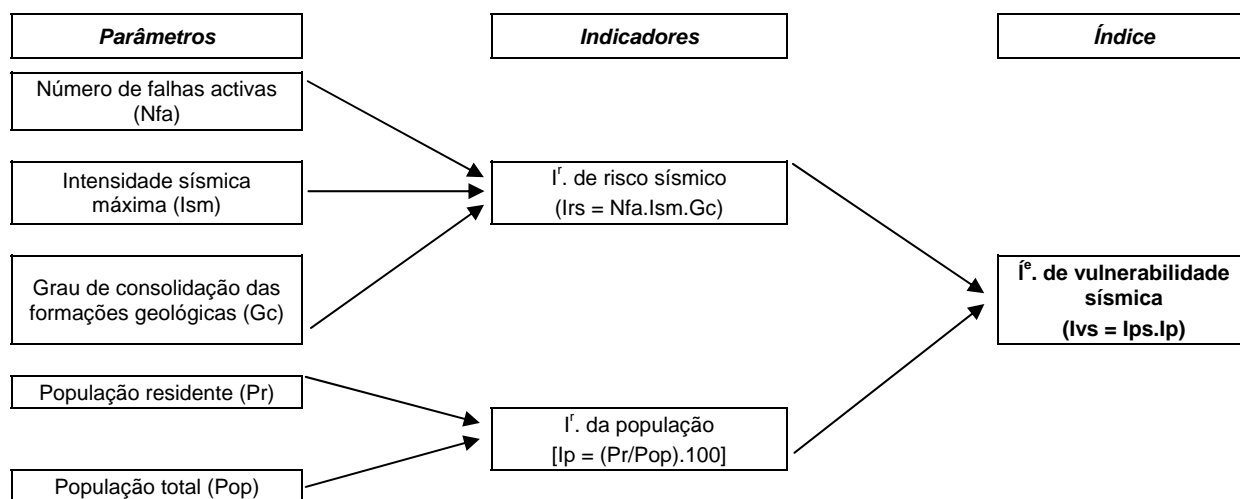 Parâmetros
Indicadores
Índice
Número de falhas activas
(Nfa)
Intensidade sísmica
máxima (Ism)
Grau de consolidação das
formações geológicas (Gc)
População residente (Pr)
População total (Pop)
Iʳ. de risco sísmico
(Irs = Nfa.Ism.Gc)
Iʳ. da população
[Ip = (Pr/Pop).100]
Íᵉ. de vulnerabilidade
sísmica
(Ivs = Ips.Ip)